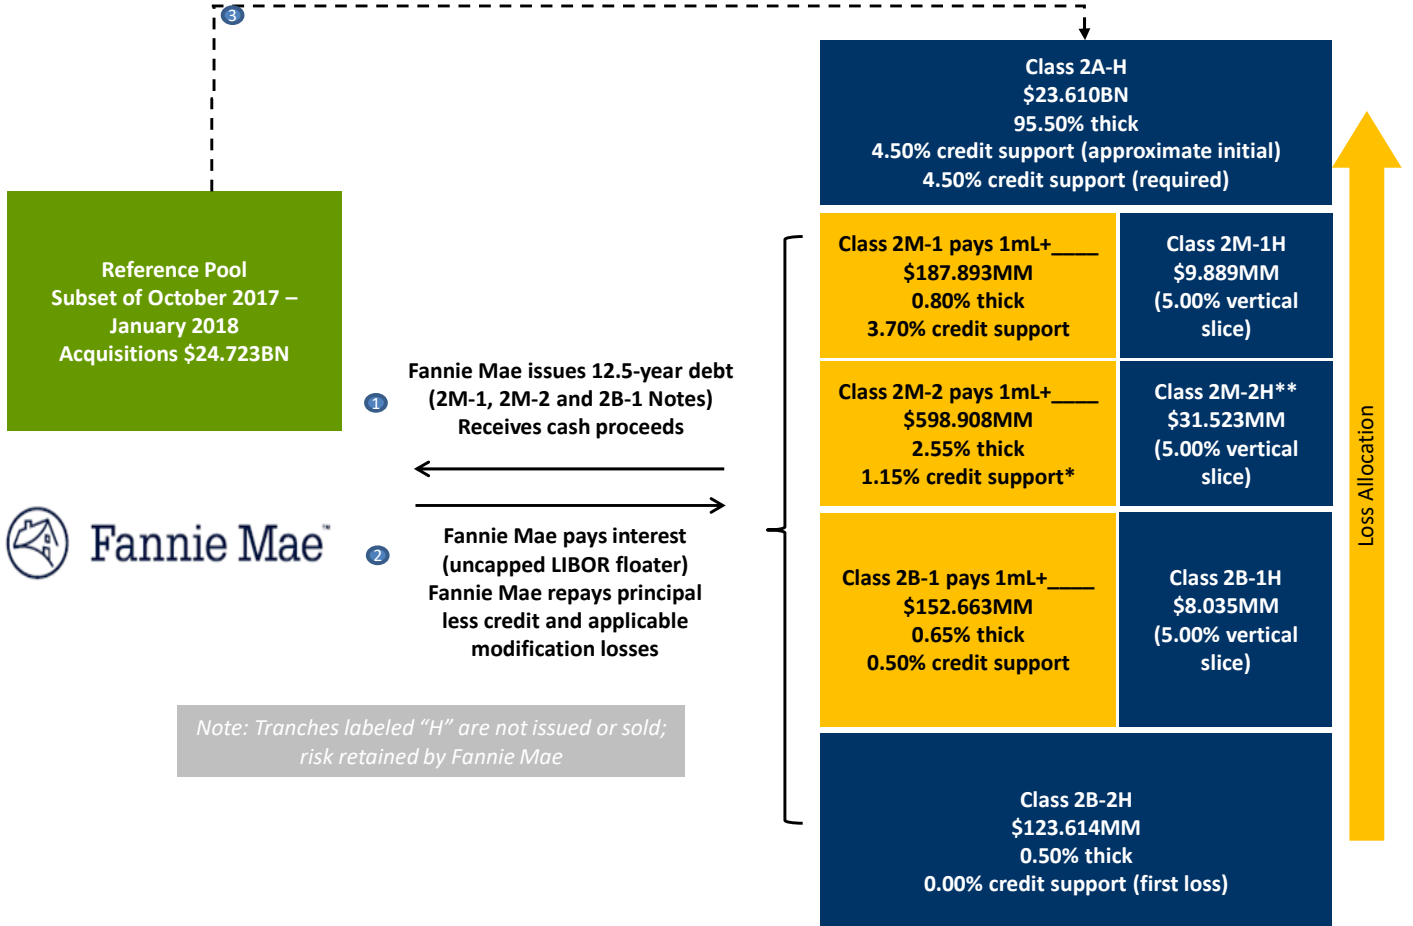 3
Class 2A-H
$23.610BN
95.50% thick
4.50% credit support (approximate initial)
4.50% credit support (required)
Reference Pool
Subset of October 2017 –
January 2018
Acquisitions $24.723BN
Class 2M-1 pays 1mL+____
$187.893MM
0.80% thick
3.70% credit support
Class 2M-1H
$9.889MM
(5.00% vertical
slice)
1
Fannie Mae issues 12.5-year debt
(2M-1, 2M-2 and 2B-1 Notes)
Receives cash proceeds
Class 2M-2 pays 1mL+____
$598.908MM
2.55% thick
1.15% credit support*
Class 2M-2H**
$31.523MM
(5.00% vertical
slice)
Loss Allocation
Fannie Mae™
2
Fannie Mae pays interest
(uncapped LIBOR floater)
Fannie Mae repays principal
less credit and applicable
modification losses
Class 2B-1 pays 1mL+____
$152.663MM
0.65% thick
0.50% credit support
Class 2B-1H
$8.035MM
(5.00% vertical
slice)
Note: Tranches labeled “H” are not issued or sold;
risk retained by Fannie Mae
Class 2B-2H
$123.614MM
0.50% thick
0.00% credit support (first loss)